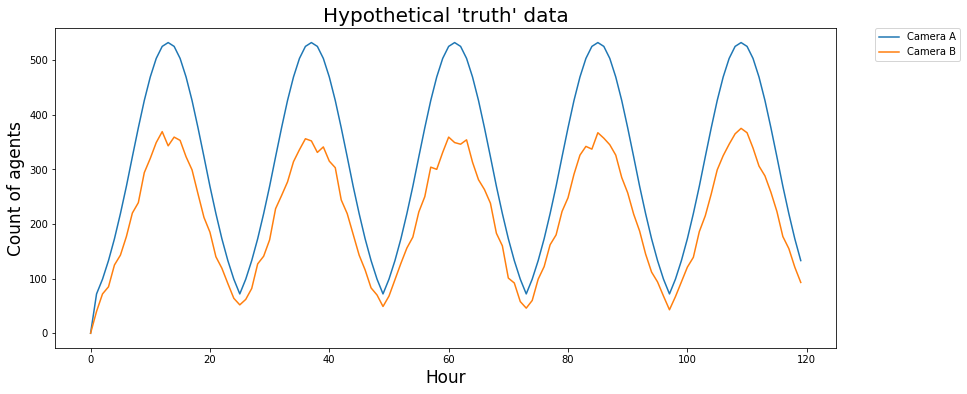 Hypothetical 'truth' data
Camera A
Camera B
Count of agents
500
400
300
200
100
0
0 20 40 60 80 100 120
Hour